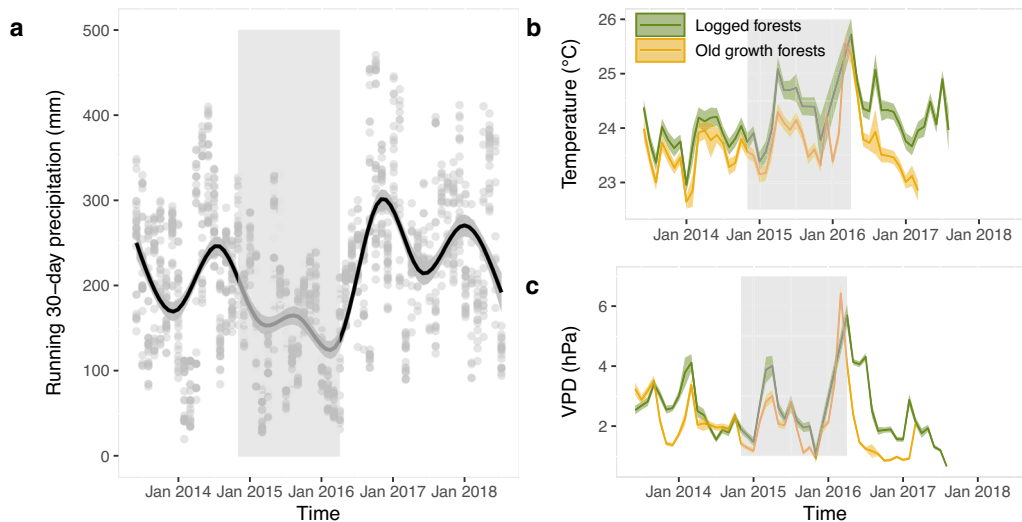 a
Running 30−day precipitation (mm)
500
400
300
200
100
0
Jan 2014 Jan 2015 Jan 2016 Jan 2017 Jan 2018
Time
b
Logged forests
Old growth forests
Temperature (°C)
26
25
24
23
Jan 2014 Jan 2015 Jan 2016 Jan 2017 Jan 2018
c
VPD (hPa)
6
4
2
Jan 2014 Jan 2015 Jan 2016 Jan 2017 Jan 2018
Time